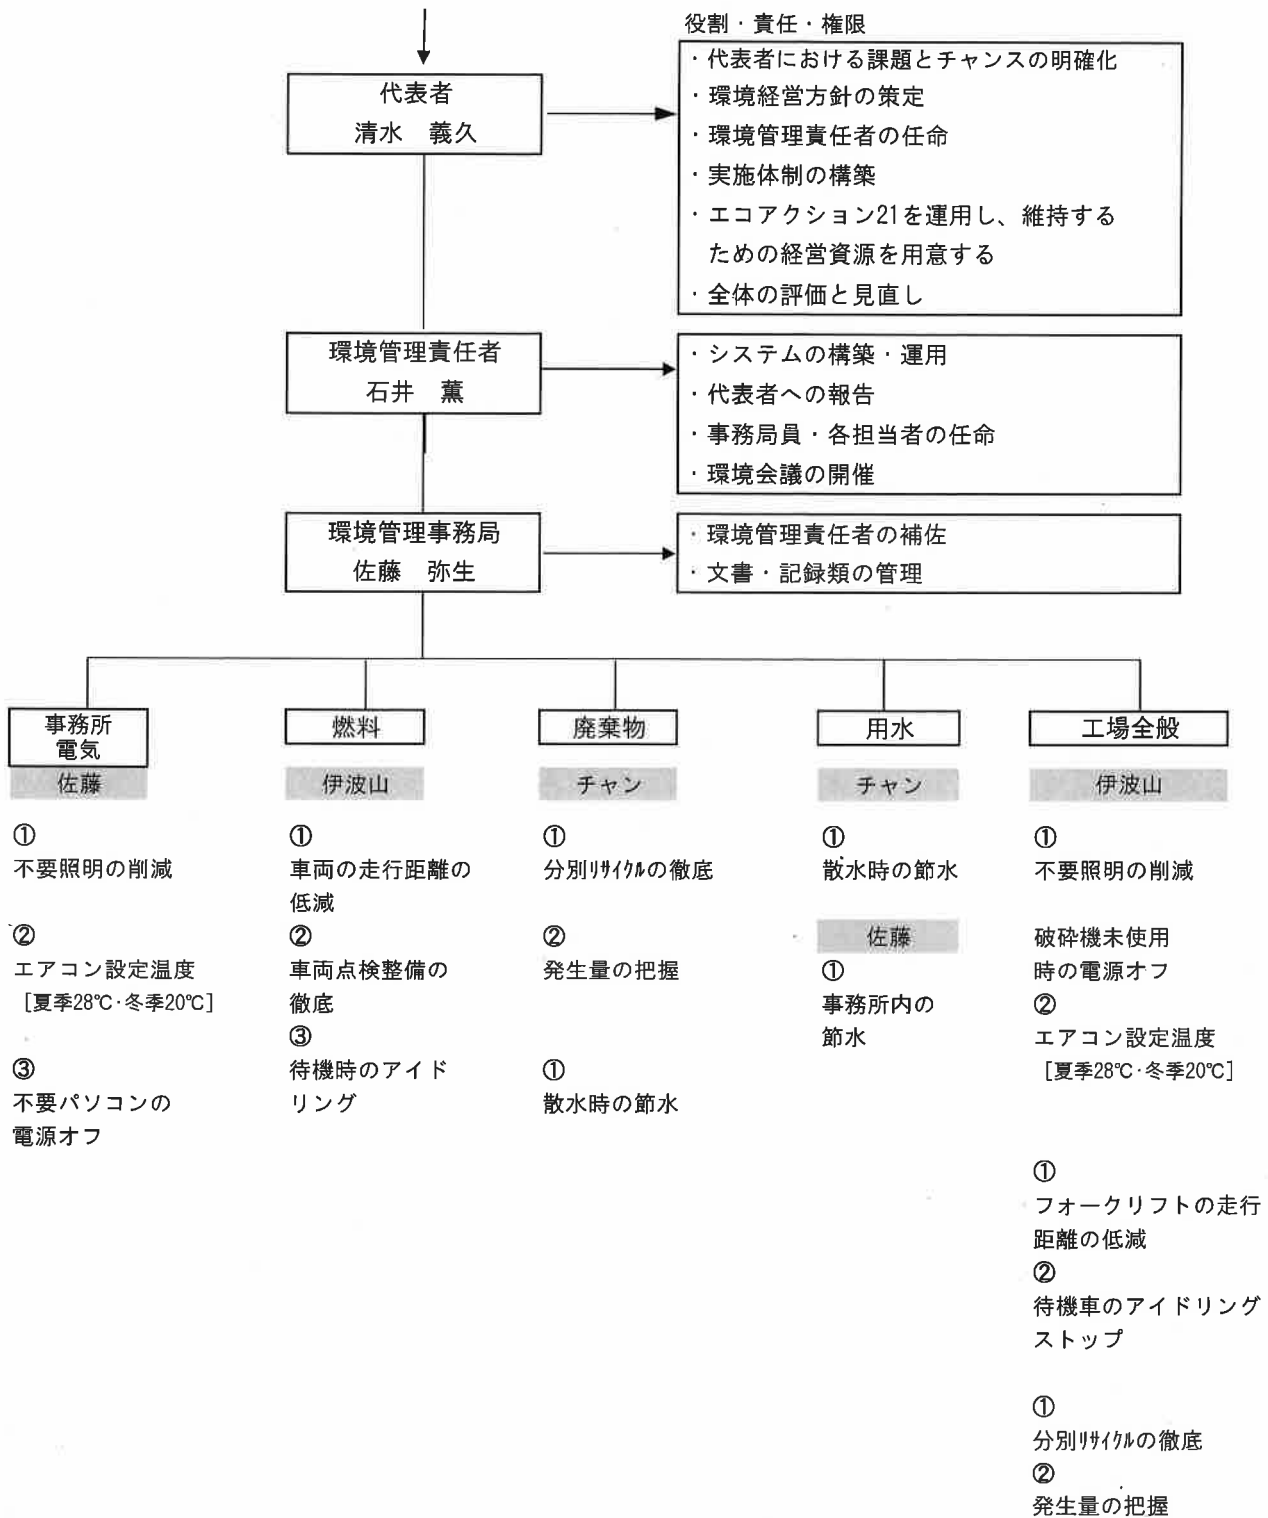 役割・責任・権限
代表者
清水　義久
・代表者における課題とチャンスの明確化
・環境経営方針の策定
・環境管理責任者の任命
・実施体制の構築
・エコアクション21を運用し、維持する
ための経営資源を用意する
・全体の評価と見直し
環境管理責任者
石井　薫
・システムの構築・運用
・代表者への報告
・事務局員・各担当者の任命
・環境会議の開催
環境管理事務局
佐藤　弥生
・環境管理責任者の補佐
・文書・記録類の管理
事務所
電気
佐藤
①
不要照明の削減
②
エアコン設定温度
［夏季28℃・冬季20℃］
③
不要パソコンの
電源オフ
燃料
伊波山
①
車両の走行距離の
低減
②
車両点検整備の
徹底
③
待機時のアイド
リング
廃棄物
チャン
①
分別ﾘｻｲｸﾙの徹底
②
発生量の把握
①
散水時の節水
用水
チャン
①
散水時の節水
佐藤
①
事務所内の
節水
工場全般
伊波山
①
不要照明の削減
破砕機未使用
時の電源オフ
②
エアコン設定温度
［夏季28℃・冬季20℃］
①
フォークリフトの走行
距離の低減
②
待機車のアイドリング
ストップ
①
分別ﾘｻｲｸﾙの徹底
②
発生量の把握